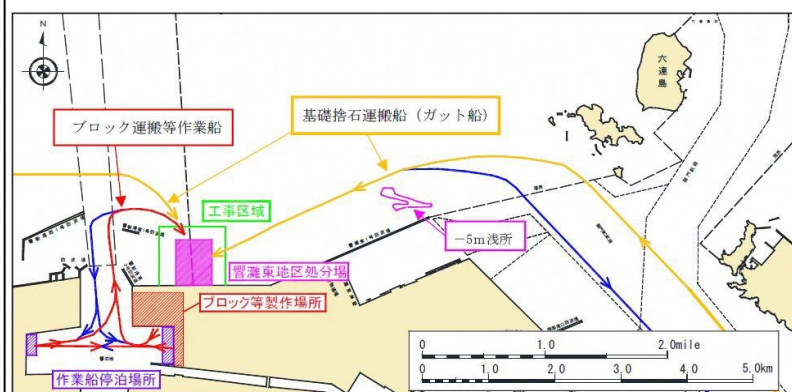 N
六連島
ブロック運搬等作業船
基礎捨石運搬船（ガット船）
工事区域
−5m浅所
響灘東地区処分場
ブロック等製作場所
作業船停泊場所
0 1.0 2.0mile
0 1.0 2.0 3.0 4.0 5.0km